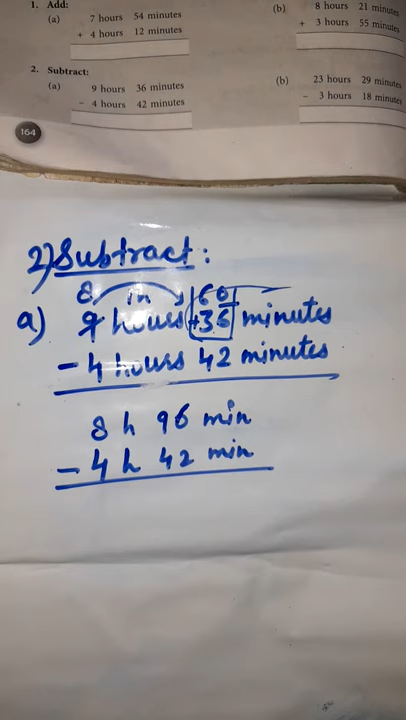 1. Add:
(a) 7 hours 54 minutes
+ 4 hours 12 minutes
(b) 8 hours 21 minutes
+ 3 hours 55 minutes
2. Subtract:
(a) 9 hours 36 minutes
− 4 hours 42 minutes
(b) 23 hours 29 minutes
− 3 hours 18 minutes
164
2) Subtract:
8 60
a) 9 hours +36 minutes
− 4 hours 42 minutes
8 h 96 min
− 4 h 42 min